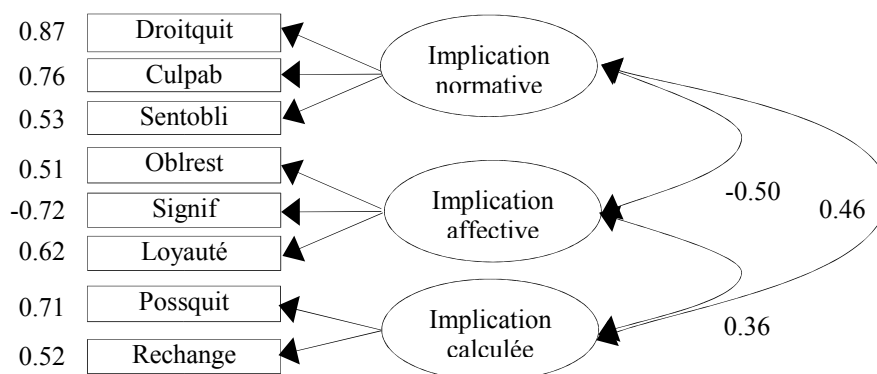 0.87 Droitquit
0.76 Culpab
0.53 Sentobli
Implication
normative
0.51 Oblrest
-0.72 Signif
0.62 Loyauté
Implication
affective
0.71 Possquit
0.52 Rechange
Implication
calculée
-0.50
0.46
0.36